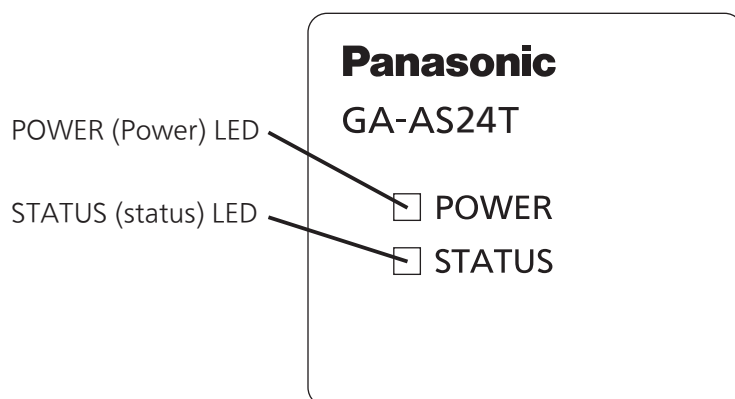 Panasonic
GA-AS24T
POWER (Power) LED
POWER
STATUS (status) LED
STATUS